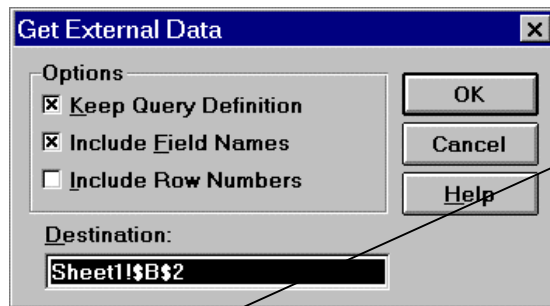 Get External Data
Options
Keep Query Definition
Include Field Names
Include Row Numbers
OK
Cancel
Help
Destination:
Sheet1!$B$2